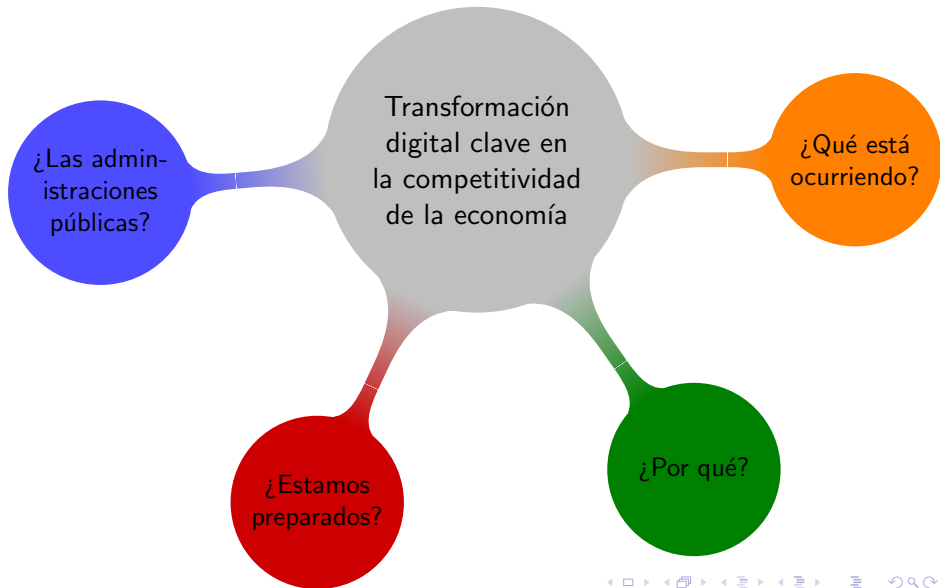 Transformación
digital clave en
la competitividad
de la economía
¿Qué está
ocurriendo?
¿Por qué?
¿Estamos
preparados?
¿Las admin-
istraciones
públicas?